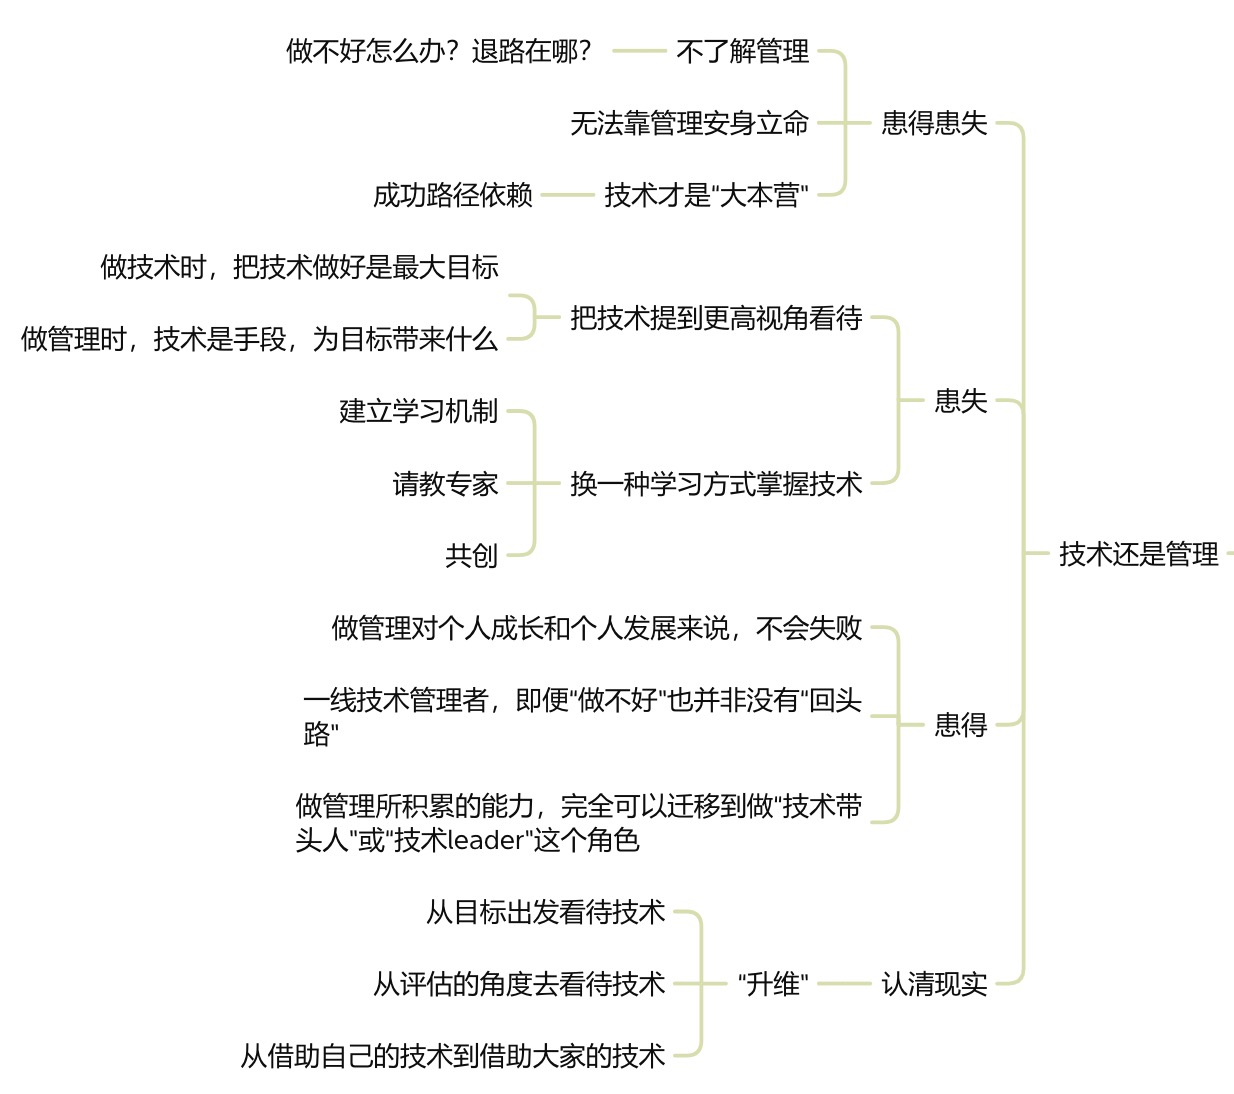 做不好怎么办？退路在哪？
不了解管理
无法靠管理安身立命
患得患失
成功路径依赖
技术才是"大本营"
做技术时，把技术做好是最大目标
把技术提到更高视角看待
做管理时，技术是手段，为目标带来什么
患失
建立学习机制
请教专家
换一种学习方式掌握技术
共创
技术还是管理
做管理对个人成长和个人发展来说，不会失败
一线技术管理者，即便"做不好"也并非没有"回头
路"
患得
做管理所积累的能力，完全可以迁移到做"技术带
头人"或"技术leader"这个角色
从目标出发看待技术
从评估的角度去看待技术
"升维"
认清现实
从借助自己的技术到借助大家的技术